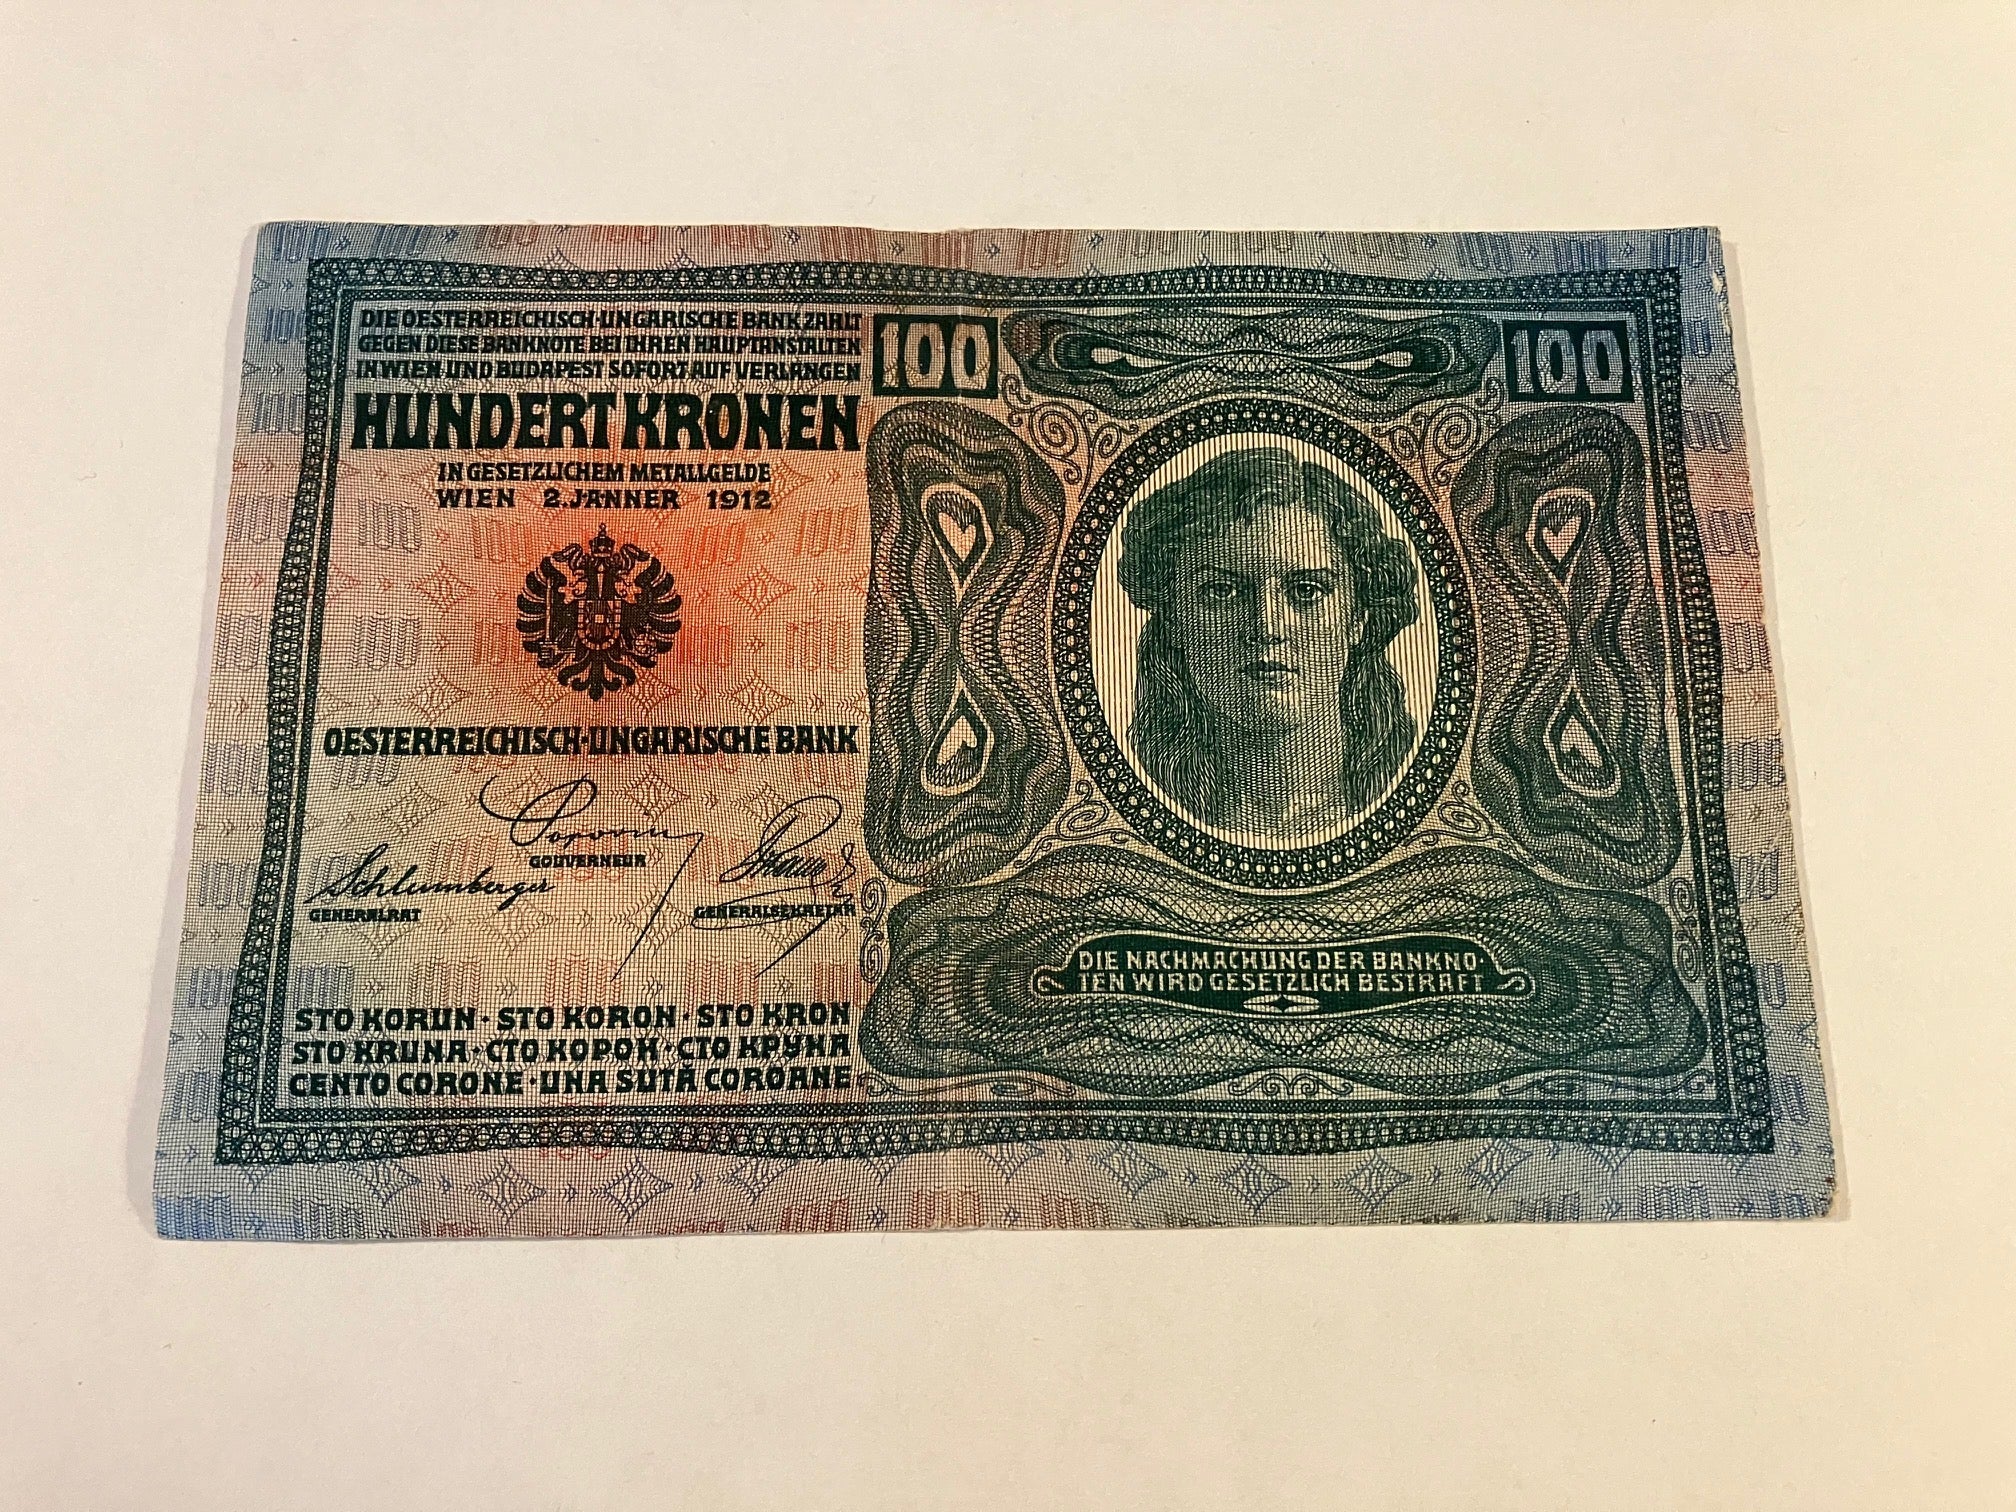 DIE OESTERREICHISCH-UNGARISCHE BANK ZAHLT
GEGEN DIESE BANKNOTE BEI IHREN HAUPTANSTALTEN
IN WIEN UND BUDAPEST SOFORT AUF VERLANGEN
HUNDERT KRONEN
IN GESETZLICHEM METALLGELDE
WIEN 2. JÄNNER 1912
OESTERREICHISCH-UNGARISCHE BANK
Popovics
GOUVERNEUR
Schlumberger
GENERALRAT
GENERALSEKRETÄR
STO KORUN · STO KORON · STO KRON
STO KRUNA · СТО КОРОН · СТО КРУНА
CENTO CORONE · UNA SUTĂ COROANE
100
100
DIE NACHMACHUNG DER BANKNO-
TEN WIRD GESETZLICH BESTRAFT